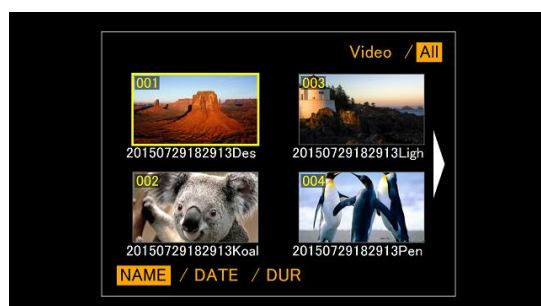 Video / All
001
003
20150729182913Des
20150729182913Ligh
002
004
20150729182913Koal
20150729182913Pen
NAME / DATE / DUR